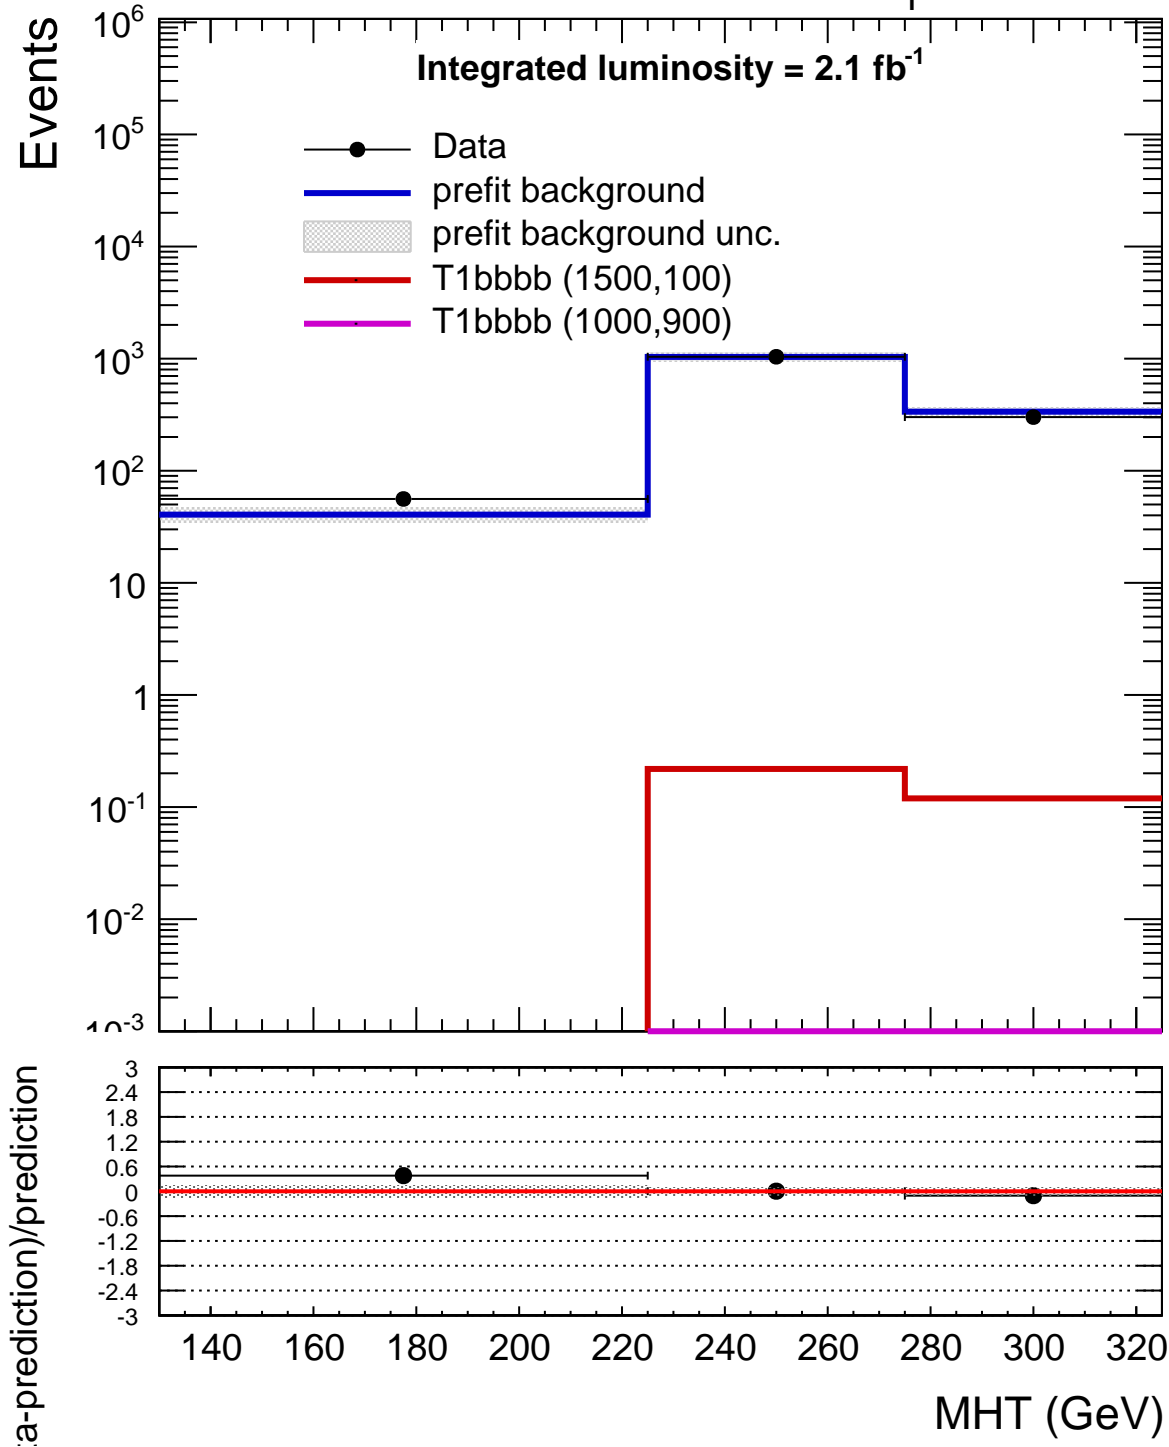 10^6
Events
Integrated luminosity = 2.1 fb^-1
Data
10^5
prefit background
prefit background unc.
10^4
T1bbbb (1500,100)
T1bbbb (1000,900)
10^3
10^2
10
1
10^-1
10^-2
10^-3
3
2.4
1.8
1.2
0.6
0
-0.6
-1.2
-1.8
-2.4
-3
ta-prediction)/prediction
140 160 180 200 220 240 260 280 300 320
MHT (GeV)